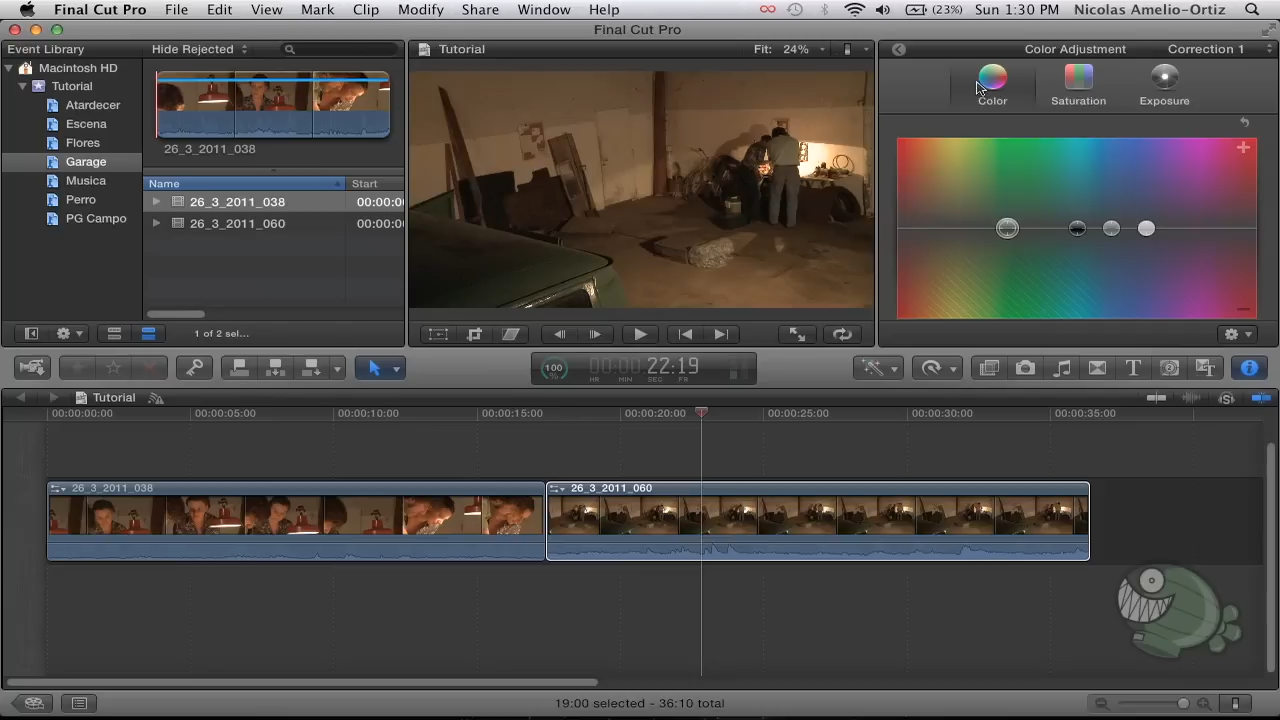 Final Cut Pro File Edit View Mark Clip Modify Share Window Help (23%) Sun 1:30 PM Nicolas Amelio-Ortiz
Final Cut Pro
Event Library Hide Rejected Tutorial Fit: 24% Color Adjustment Correction 1
Macintosh HD
Tutorial
Atardecer
Escena
Flores
Garage
Musica
Perro
PG Campo
26_3_2011_038
Name Start
26_3_2011_038 00:00:0
26_3_2011_060 00:00:0
1 of 2 sel...
Color Saturation Exposure
100 % 00:00 22:19
HR MIN SEC FR
Tutorial
00:00:00:00 00:00:05:00 00:00:10:00 00:00:15:00 00:00:20:00 00:00:25:00 00:00:30:00 00:00:35:00
26_3_2011_038 26_3_2011_060
19:00 selected - 36:10 total